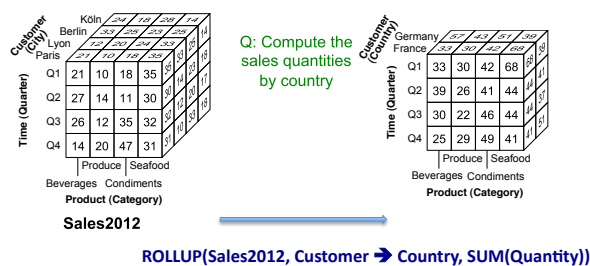 Customer (City)
Köln 24 18 28 14
Berlin 33 25 23 25
Lyon 12 20 24 33
Paris 21 10 18 35
Q: Compute the sales quantities by country
Customer (Country)
Germany 57 43 51 39
France 33 30 42 68
Time (Quarter)
Q1 21 10 18 35
Q2 27 14 11 30
Q3 26 12 35 32
Q4 14 20 47 31
Produce Seafood
Beverages Condiments
Product (Category)
Time (Quarter)
Q1 33 30 42 68
Q2 39 26 41 44
Q3 30 22 46 44
Q4 25 29 49 41
Produce Seafood
Beverages Condiments
Product (Category)
Sales2012
ROLLUP(Sales2012, Customer ➔ Country, SUM(Quantity))